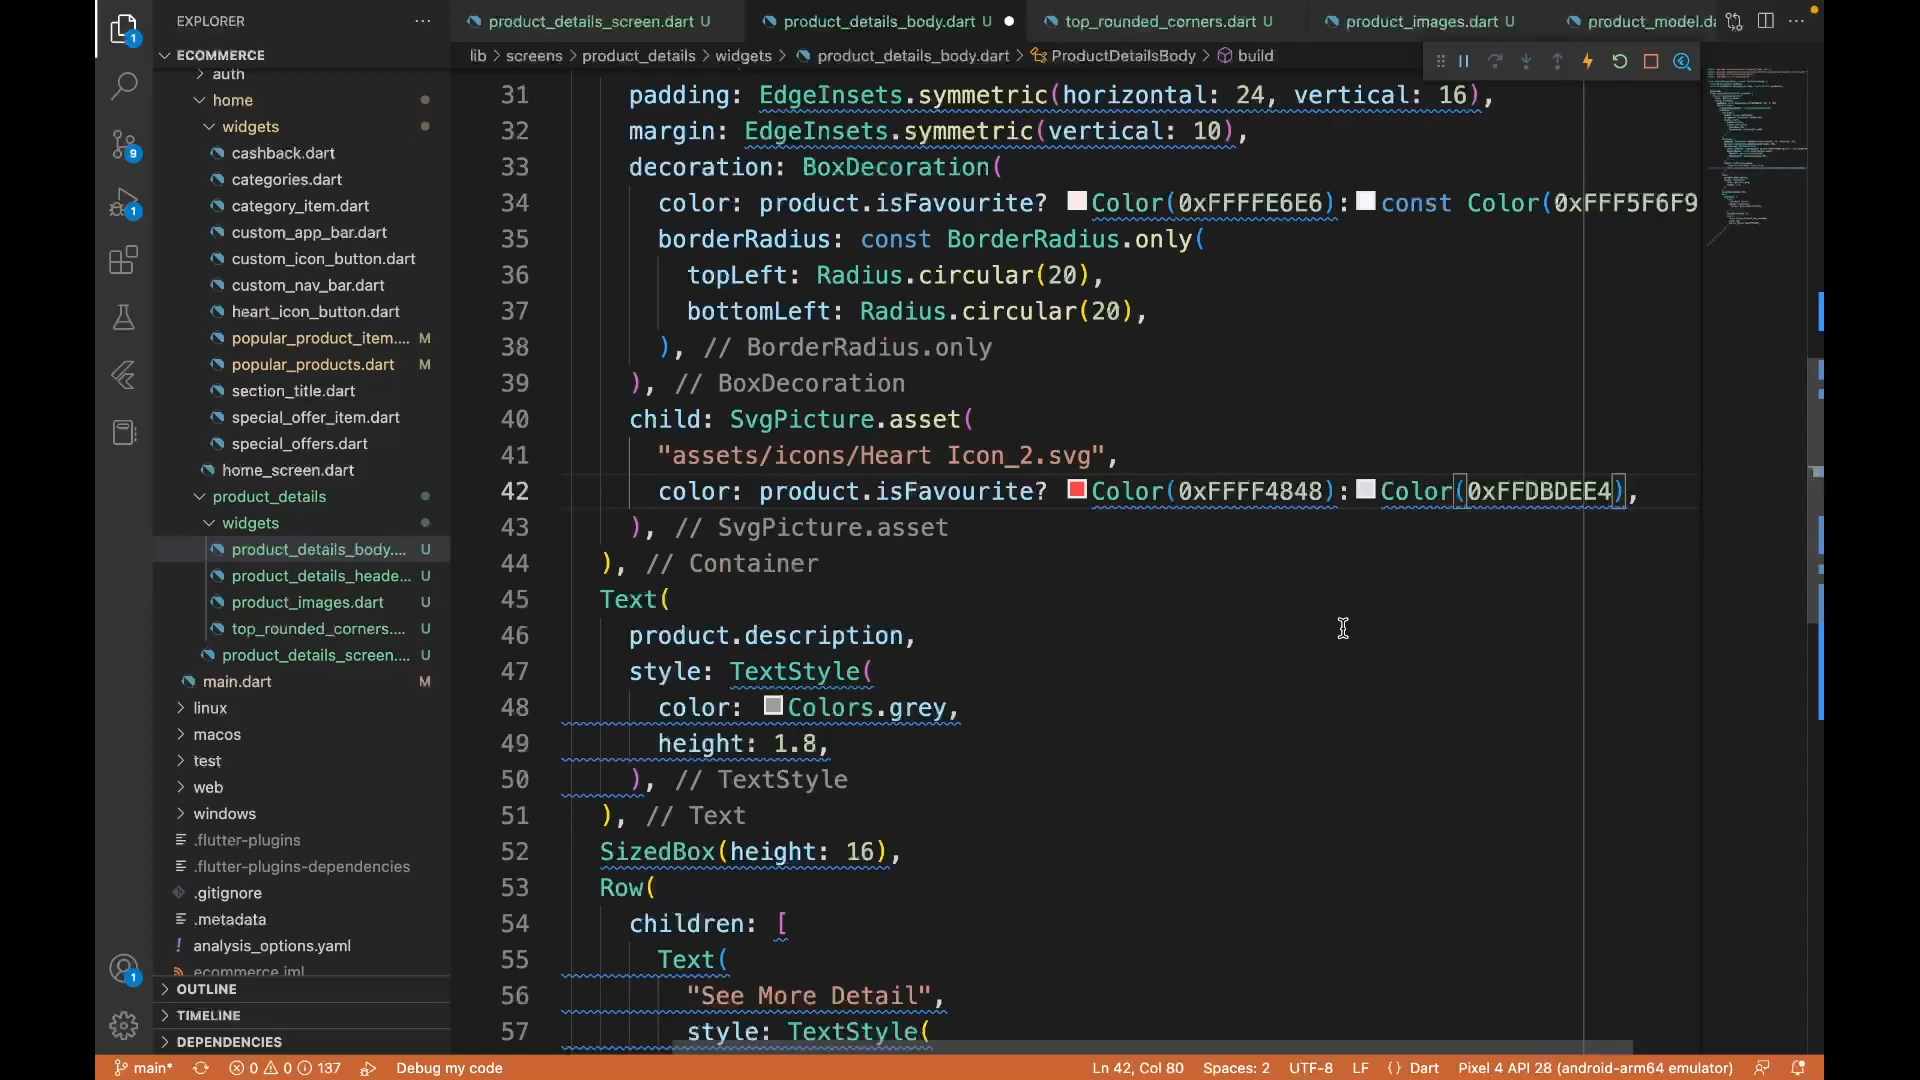 EXPLORER
product_details_screen.dart U
product_details_body.dart U
top_rounded_corners.dart U
product_images.dart U
product_model.da
ECOMMERCE
lib > screens > product_details > widgets > product_details_body.dart > ProductDetailsBody > build
auth
home
widgets
cashback.dart
categories.dart
category_item.dart
custom_app_bar.dart
custom_icon_button.dart
custom_nav_bar.dart
heart_icon_button.dart
popular_product_item.... M
popular_products.dart M
section_title.dart
special_offer_item.dart
special_offers.dart
home_screen.dart
product_details
widgets
product_details_body.... U
product_details_heade... U
product_images.dart U
top_rounded_corners.... U
product_details_screen.... U
main.dart M
linux
macos
test
web
windows
.flutter-plugins
.flutter-plugins-dependencies
.gitignore
.metadata
! analysis_options.yaml
ecommerce.iml
OUTLINE
TIMELINE
DEPENDENCIES
1
9
1
1
31 padding: EdgeInsets.symmetric(horizontal: 24, vertical: 16),
32 margin: EdgeInsets.symmetric(vertical: 10),
33 decoration: BoxDecoration(
34 color: product.isFavourite? Color(0xFFFFE6E6):const Color(0xFFF5F6F9
35 borderRadius: const BorderRadius.only(
36 topLeft: Radius.circular(20),
37 bottomLeft: Radius.circular(20),
38 ), // BorderRadius.only
39 ), // BoxDecoration
40 child: SvgPicture.asset(
41 "assets/icons/Heart Icon_2.svg",
42 color: product.isFavourite? Color(0xFFFF4848):Color(0xFFDBDEE4),
43 ), // SvgPicture.asset
44 ), // Container
45 Text(
46 product.description,
47 style: TextStyle(
48 color: Colors.grey,
49 height: 1.8,
50 ), // TextStyle
51 ), // Text
52 SizedBox(height: 16),
53 Row(
54 children: [
55 Text(
56 "See More Detail",
57 style: TextStyle(
main* 0 0 137 Debug my code
Ln 42, Col 80 Spaces: 2 UTF-8 LF {} Dart Pixel 4 API 28 (android-arm64 emulator)